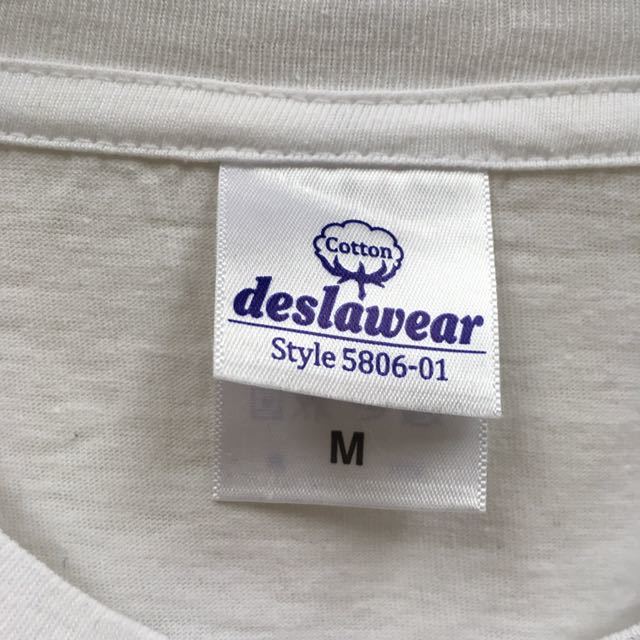 Cotton
deslawear
Style 5806-01
M